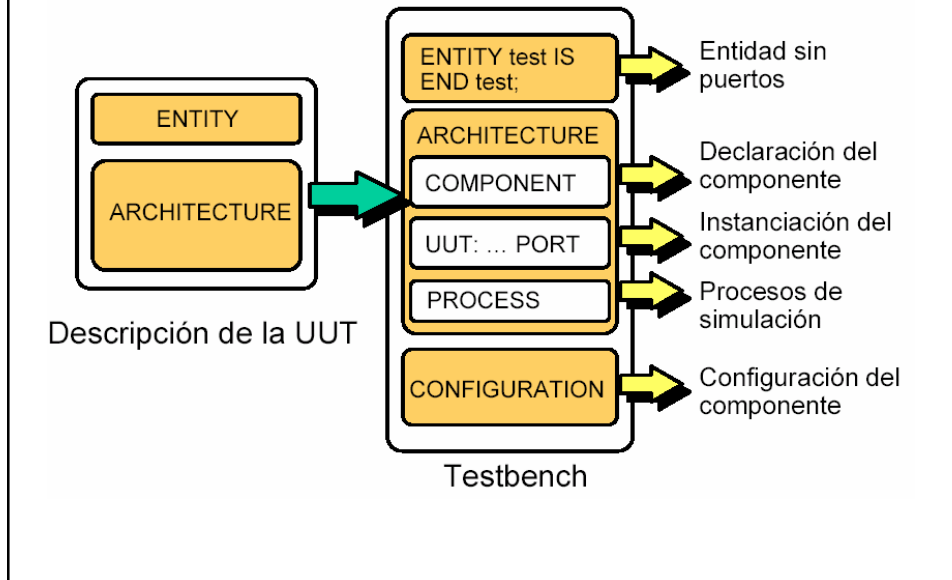 ENTITY
ARCHITECTURE
Descripción de la UUT
ENTITY test IS
END test;
ARCHITECTURE
COMPONENT
UUT: ... PORT
PROCESS
CONFIGURATION
Testbench
Entidad sin
puertos
Declaración del
componente
Instanciación del
componente
Procesos de
simulación
Configuración del
componente